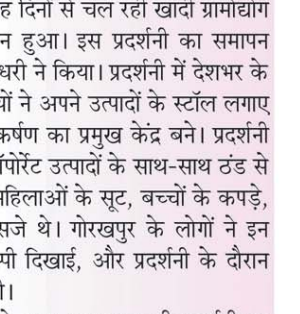 ह दिनों से चल रही खादी ग्रामोद्योग
न हुआ। इस प्रदर्शनी का समापन
धरी ने किया। प्रदर्शनी में देशभर के
यों ने अपने उत्पादों के स्टॉल लगाए
कर्षण का प्रमुख केंद्र बने। प्रदर्शनी
र्पोरेट उत्पादों के साथ-साथ ठंड से
महिलाओं के सूट, बच्चों के कपड़े,
सजे थे। गोरखपुर के लोगों ने इन
पी दिखाई, और प्रदर्शनी के दौरान
ी।